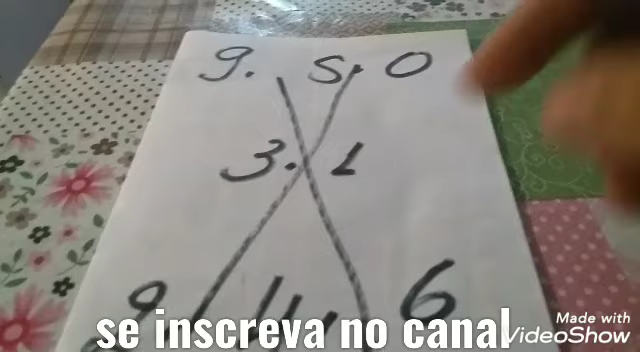 9. 5. 0
3. 1
9 4 6
se inscreva no canal
Made with
VideoShow